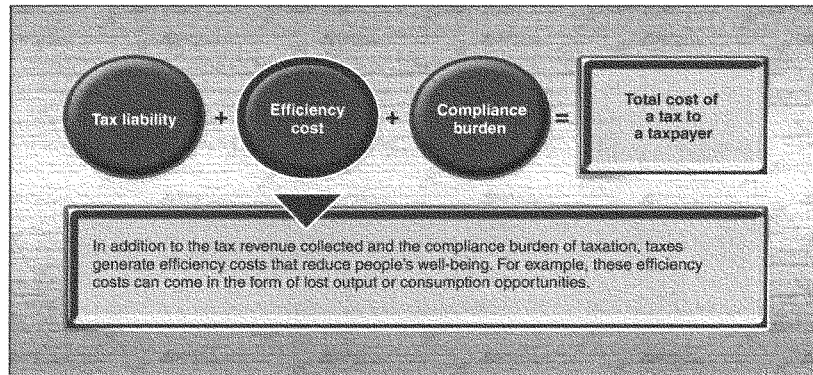 Tax liability + Efficiency cost + Compliance burden = Total cost of a tax to a taxpayer
In addition to the tax revenue collected and the compliance burden of taxation, taxes
generate efficiency costs that reduce people's well-being. For example, these efficiency
costs can come in the form of lost output or consumption opportunities.